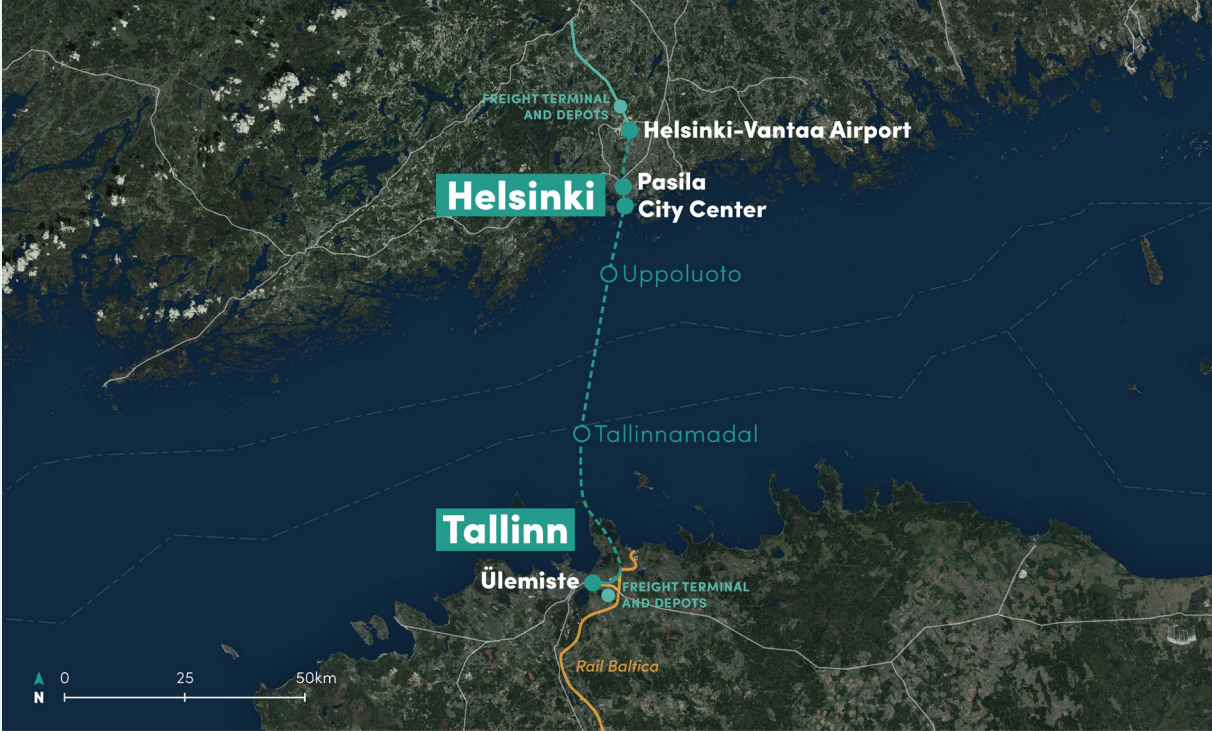 FREIGHT TERMINAL
AND DEPOTS
Helsinki-Vantaa Airport
Helsinki
Pasila
City Center
Uppoluoto
Tallinnamadal
Tallinn
Ülemiste
FREIGHT TERMINAL
AND DEPOTS
Rail Baltica
N
0 25 50km